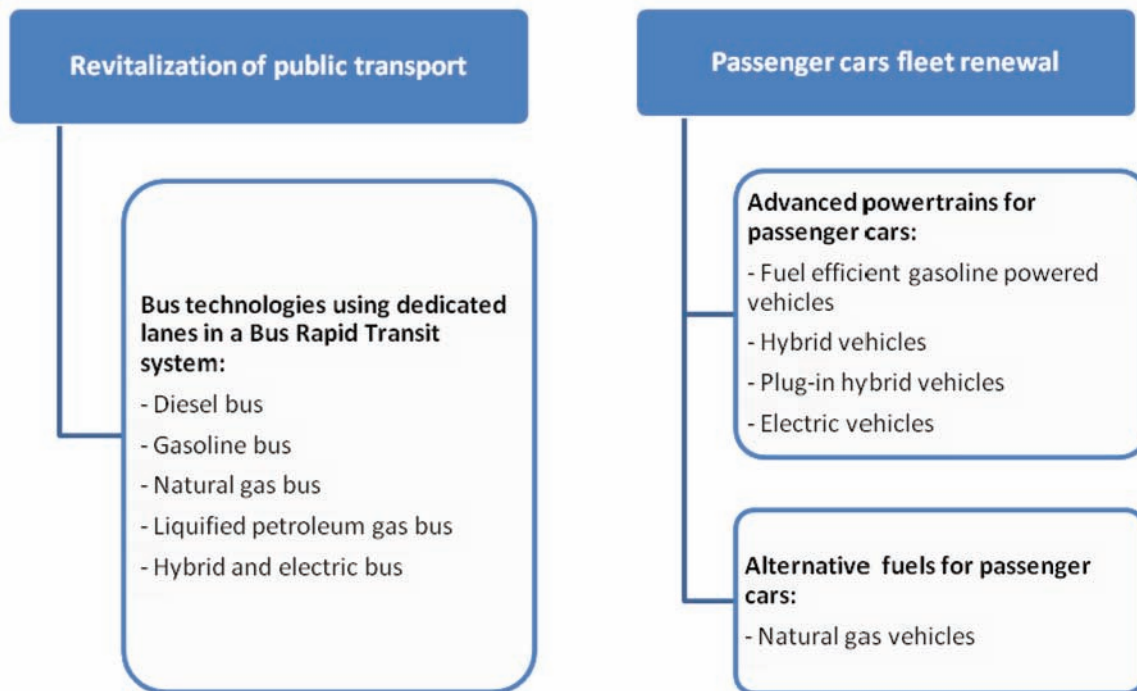 Revitalization of public transport
Bus technologies using dedicated
lanes in a Bus Rapid Transit
system:
- Diesel bus
- Gasoline bus
- Natural gas bus
- Liquified petroleum gas bus
- Hybrid and electric bus
Passenger cars fleet renewal
Advanced powertrains for
passenger cars:
- Fuel efficient gasoline powered
vehicles
- Hybrid vehicles
- Plug-in hybrid vehicles
- Electric vehicles
Alternative fuels for passenger
cars:
- Natural gas vehicles